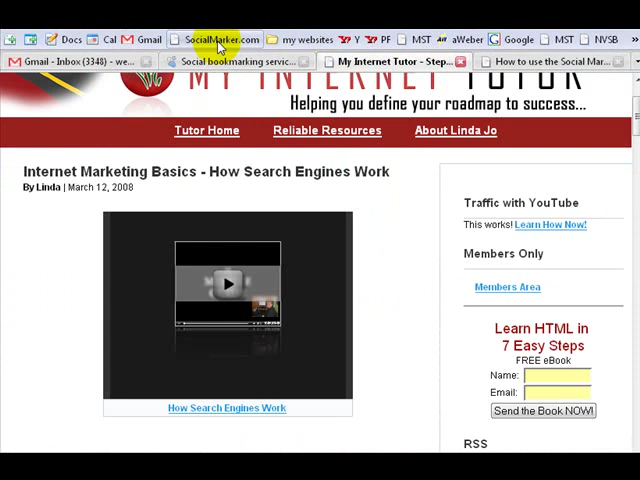 Docs Cal Gmail SocialMarker.com my websites Y PF MST aWeber Google MST NVSB
Gmail - Inbox (3348) - we... Social bookmarking servic... My Internet Tutor - Step... How to use the Social Mar...
MY INTERNET TUTOR
Helping you define your roadmap to success...
Tutor Home Reliable Resources About Linda Jo
Internet Marketing Basics - How Search Engines Work
By Linda | March 12, 2008
How Search Engines Work
Traffic with YouTube
This works! Learn How Now!
Members Only
Members Area
Learn HTML in
7 Easy Steps
FREE eBook
Name:
Email:
Send the Book NOW!
RSS